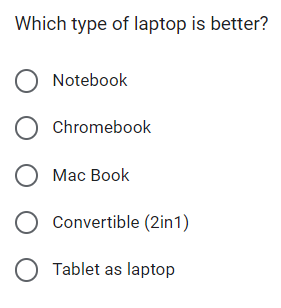 Which type of laptop is better?
Notebook
Chromebook
Mac Book
Convertible (2in1)
Tablet as laptop